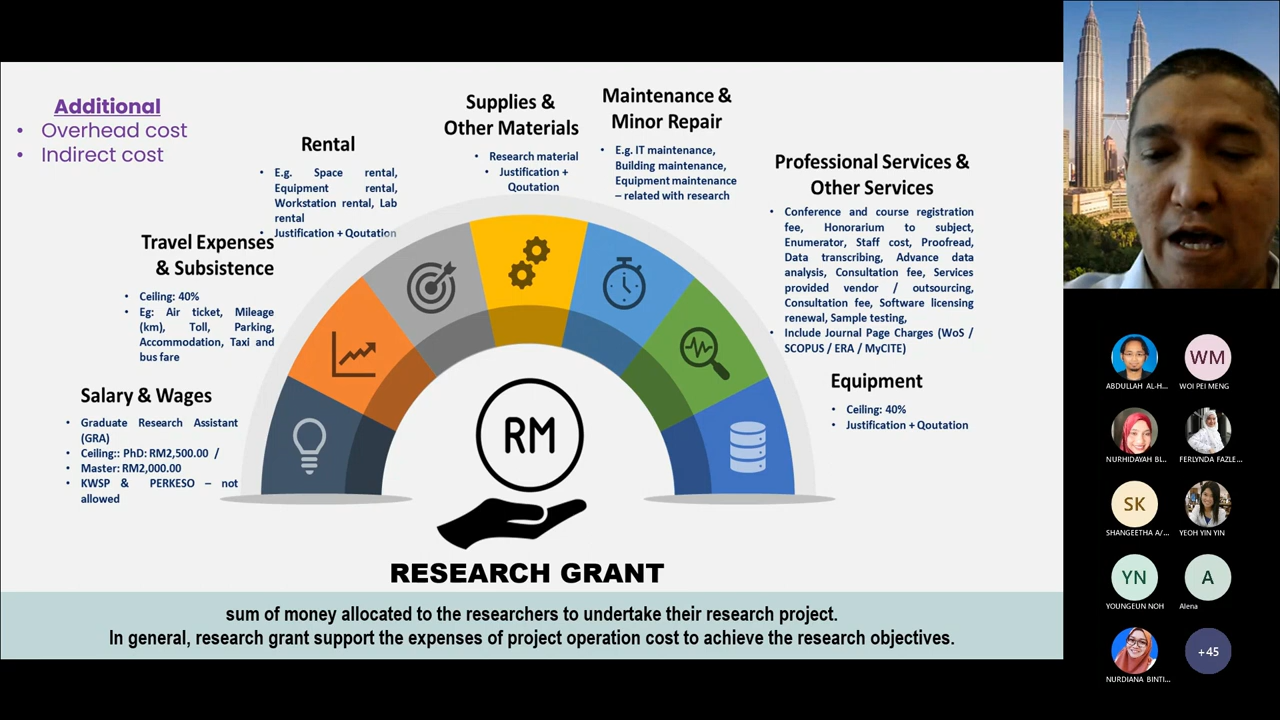 Additional
• Overhead cost
• Indirect cost
Rental
• E.g. Space rental,
Equipment rental,
Workstation rental, Lab
rental
• Justification + Qoutation
Supplies &
Other Materials
• Research material
• Justification +
Qoutation
Maintenance &
Minor Repair
• E.g. IT maintenance,
Building maintenance,
Equipment maintenance
– related with research
Professional Services &
Other Services
• Conference and course registration
fee, Honorarium to subject,
Enumerator, Staff cost, Proofread,
Data transcribing, Advance data
analysis, Consultation fee, Services
provided vendor / outsourcing,
Consultation fee, Software licensing
renewal, Sample testing,
• Include Journal Page Charges (WoS /
SCOPUS / ERA / MyCITE)
Travel Expenses
& Subsistence
• Ceiling: 40%
• Eg: Air ticket, Mileage
(km), Toll, Parking,
Accommodation, Taxi and
bus fare
Salary & Wages
• Graduate Research Assistant
(GRA)
• Ceiling:: PhD: RM2,500.00 /
• Master: RM2,000.00
• KWSP & PERKESO – not
allowed
Equipment
• Ceiling: 40%
• Justification + Qoutation
RM
RESEARCH GRANT
sum of money allocated to the researchers to undertake their research project.
In general, research grant support the expenses of project operation cost to achieve the research objectives.
WM
ABDULLAH AL-H...
WOI PEI MENG
NURHIDAYAH BI...
FERLYNDA FAZLE...
SK
SHANGEETHA A/...
YEOH YIN YIN
YN
A
YOUNGEUN NOH
Alena
+45
NURDIANA BINTI...